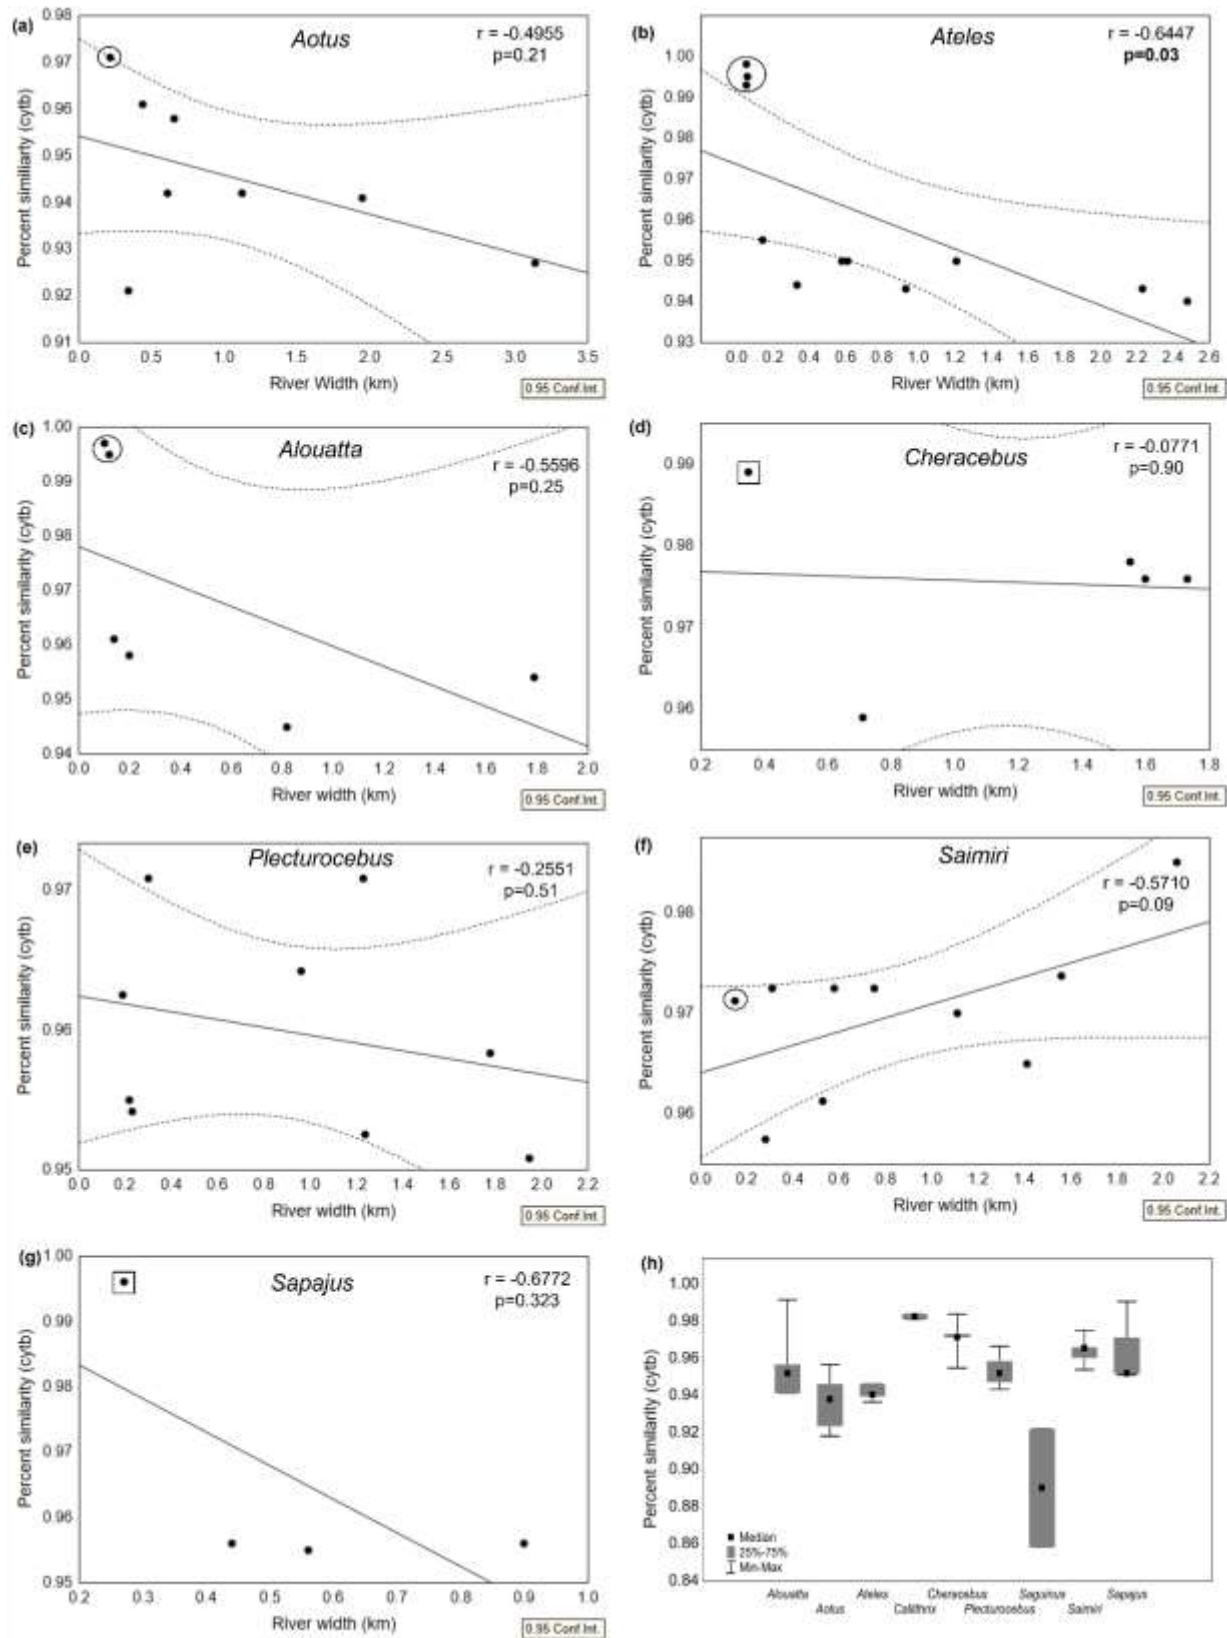 (a)
Aotus
r = -0.4955
p=0.21
Percent similiarity (cytb)
0.98
0.97
0.96
0.95
0.94
0.93
0.92
0.91
0.0 0.5 1.0 1.5 2.0 2.5 3.0 3.5
River Width (km)
0.95 Conf.Int.
(b)
Ateles
r = -0.6447
p=0.03
Percent similarity (cytb)
1.00
0.99
0.98
0.97
0.96
0.95
0.94
0.93
0.0 0.2 0.4 0.6 0.8 1.0 1.2 1.4 1.6 1.8 2.0 2.2 2.4 2.6
River Width (km)
0.95 Conf.Int.
(c)
Alouatta
r = -0.5596
p=0.25
Percent similarity (cytb)
1.00
0.99
0.98
0.97
0.96
0.95
0.94
0.0 0.2 0.4 0.6 0.8 1.0 1.2 1.4 1.6 1.8 2.0
River width (km)
0.95 Conf.Int.
(d)
Cheracebus
r = -0.0771
p=0.90
Percent similarity (cytb)
0.99
0.98
0.97
0.96
0.2 0.4 0.6 0.8 1.0 1.2 1.4 1.6 1.8
River width (km)
0.95 Conf.Int.
(e)
Plecturocebus
r = -0.2551
p=0.51
Percent similarity (cytb)
0.97
0.96
0.95
0.0 0.2 0.4 0.6 0.8 1.0 1.2 1.4 1.6 1.8 2.0 2.2
River width (km)
0.95 Conf.Int.
(f)
Saimiri
r = -0.5710
p=0.09
Percent similarity (cytb)
0.98
0.97
0.96
0.0 0.2 0.4 0.6 0.8 1.0 1.2 1.4 1.6 1.8 2.0 2.2
River width (km)
0.95 Conf.Int.
(g)
Sapajus
r = -0.6772
p=0.323
Percent similarity (cytb)
1.00
0.99
0.98
0.97
0.96
0.95
0.2 0.3 0.4 0.5 0.6 0.7 0.8 0.9 1.0
River width (km)
0.95 Conf.Int.
(h)
Percent similarity (cytb)
1.00
0.98
0.96
0.94
0.92
0.90
0.88
0.86
0.84
Median
25%-75%
Min-Max
Alouatta Ateles Cheracebus Saguinus Sapajus
Aotus Callithrix Plecturocebus Saimiri